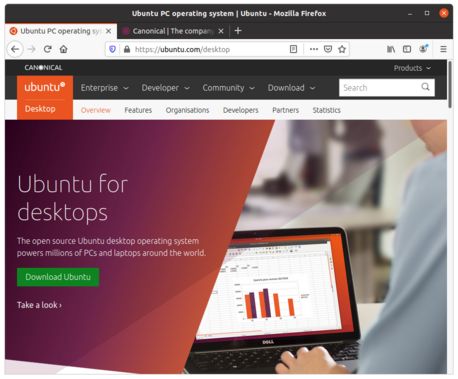 Ubuntu PC operating system | Ubuntu - Mozilla Firefox
Ubuntu PC operating sys
Canonical | The company
https://ubuntu.com/desktop
CANONICAL
Products
ubuntu
Enterprise
Developer
Community
Download
Search
Desktop
Overview
Features
Organisations
Developers
Partners
Statistics
Ubuntu for
desktops
The open source Ubuntu desktop operating system
powers millions of PCs and laptops around the world.
Download Ubuntu
Take a look ›
DELL